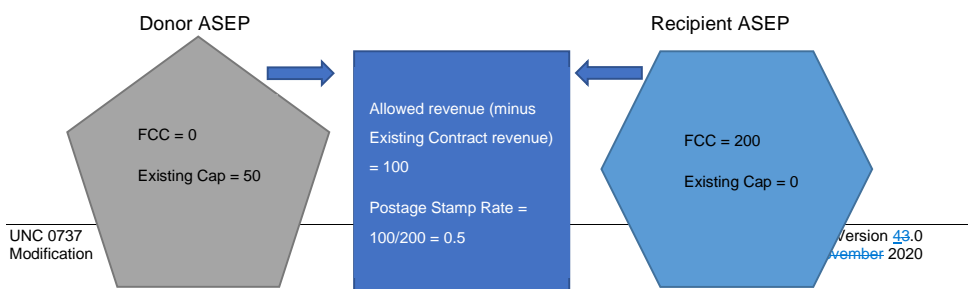 Donor ASEP
Recipient ASEP
FCC = 0
Existing Cap = 50
Allowed revenue (minus
Existing Contract revenue)
= 100
Postage Stamp Rate =
100/200 = 0.5
FCC = 200
Existing Cap = 0
UNC 0737
Modification
Version 43.0
2020